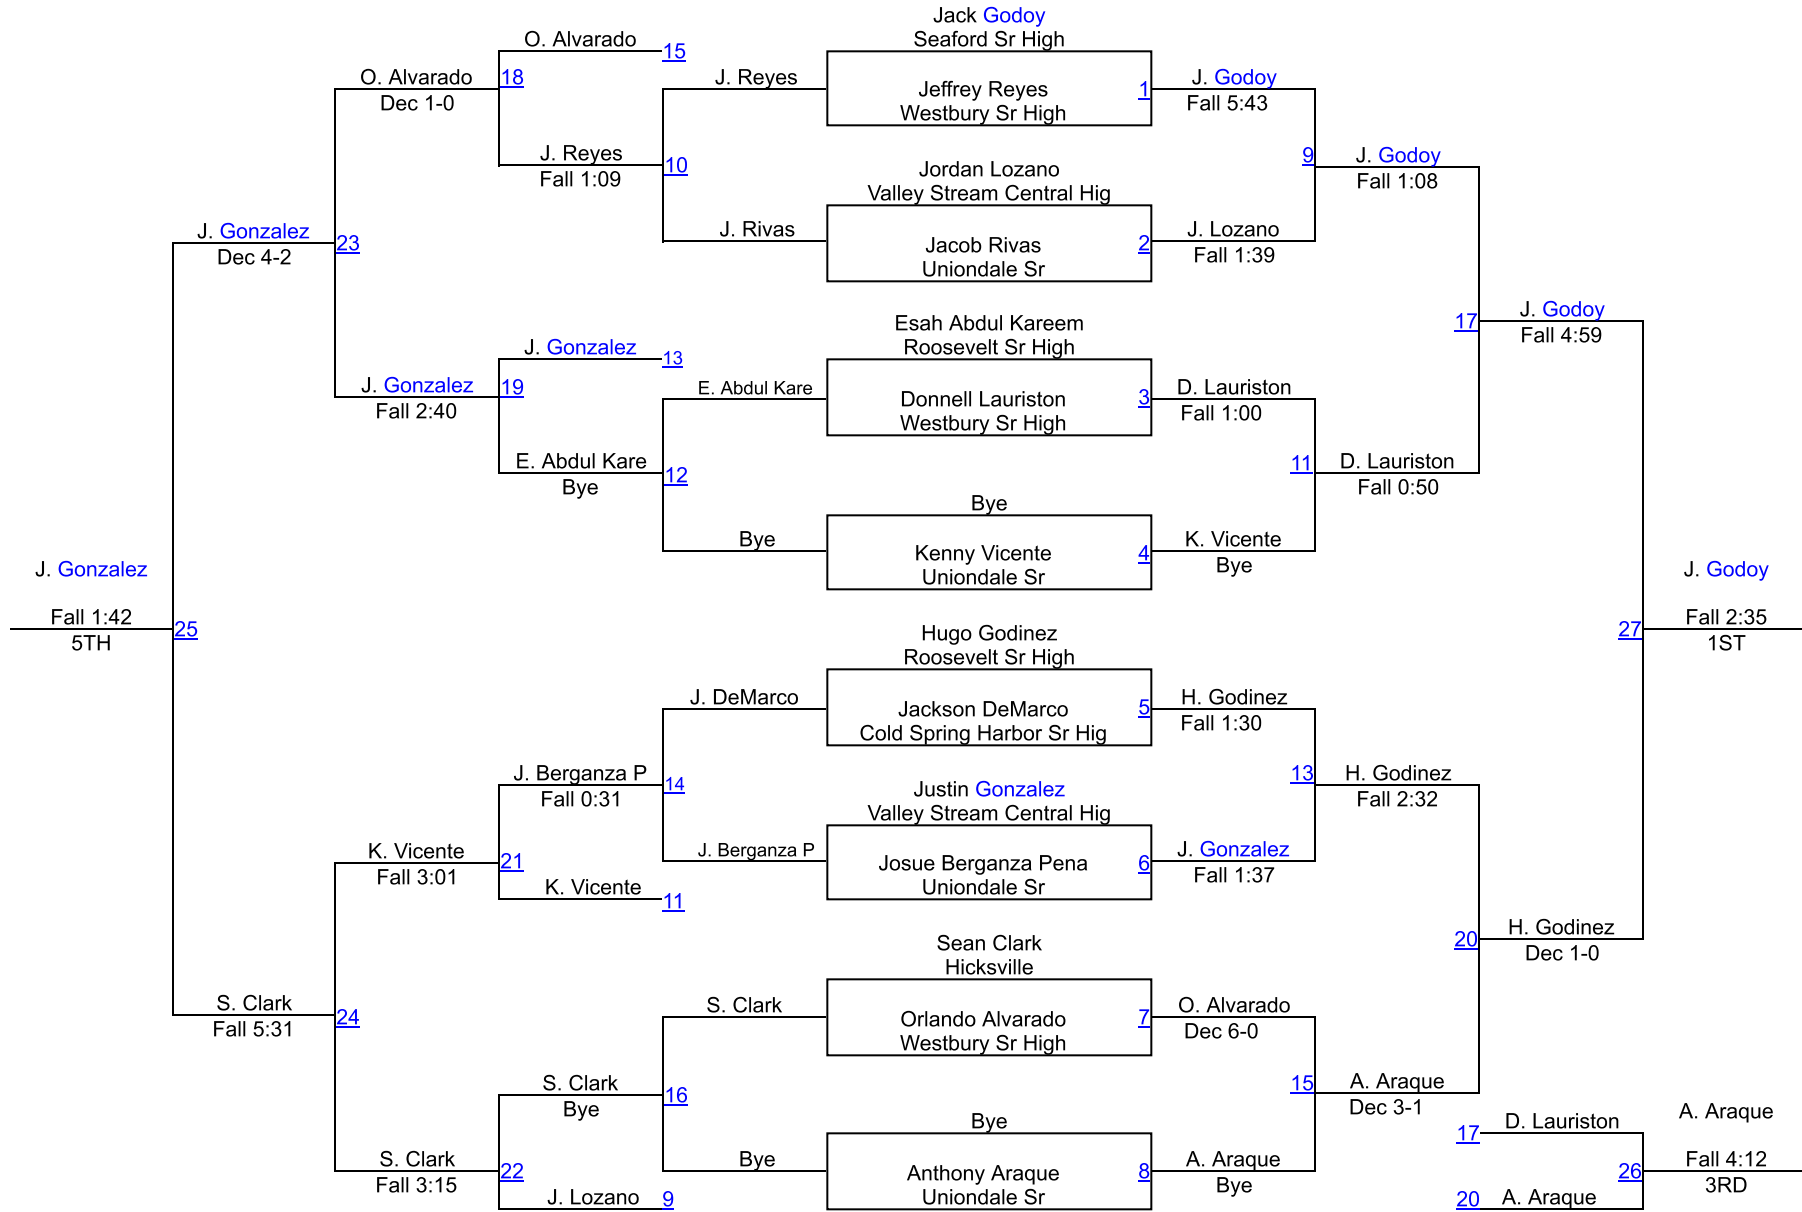 Jack Godoy
Seaford Sr High
Jeffrey Reyes
Westbury Sr High
1
Jordan Lozano
Valley Stream Central Hig
Jacob Rivas
Uniondale Sr
2
Esah Abdul Kareem
Roosevelt Sr High
Donnell Lauriston
Westbury Sr High
3
Bye
Kenny Vicente
Uniondale Sr
4
Hugo Godinez
Roosevelt Sr High
Jackson DeMarco
Cold Spring Harbor Sr Hig
5
Justin Gonzalez
Valley Stream Central Hig
Josue Berganza Pena
Uniondale Sr
6
Sean Clark
Hicksville
Orlando Alvarado
Westbury Sr High
7
Bye
Anthony Araque
Uniondale Sr
8
J. Godoy
Fall 5:43
J. Lozano
Fall 1:39
D. Lauriston
Fall 1:00
K. Vicente
Bye
H. Godinez
Fall 1:30
J. Gonzalez
Fall 1:37
O. Alvarado
Dec 6-0
A. Araque
Bye
9
J. Godoy
Fall 1:08
11
D. Lauriston
Fall 0:50
13
H. Godinez
Fall 2:32
15
A. Araque
Dec 3-1
17
J. Godoy
Fall 4:59
20
H. Godinez
Dec 1-0
27
J. Godoy
Fall 2:35
1ST
17
D. Lauriston
20
A. Araque
26
A. Araque
Fall 4:12
3RD
J. Reyes
J. Rivas
E. Abdul Kare
Bye
J. DeMarco
J. Berganza P
S. Clark
Bye
O. Alvarado
15
J. Reyes
Fall 1:09
10
J. Gonzalez
13
E. Abdul Kare
Bye
12
J. Berganza P
Fall 0:31
14
K. Vicente
11
S. Clark
Bye
16
J. Lozano
9
O. Alvarado
Dec 1-0
18
J. Gonzalez
Fall 2:40
19
K. Vicente
Fall 3:01
21
S. Clark
Fall 3:15
22
J. Gonzalez
Dec 4-2
23
S. Clark
Fall 5:31
24
J. Gonzalez
Fall 1:42
5TH
25